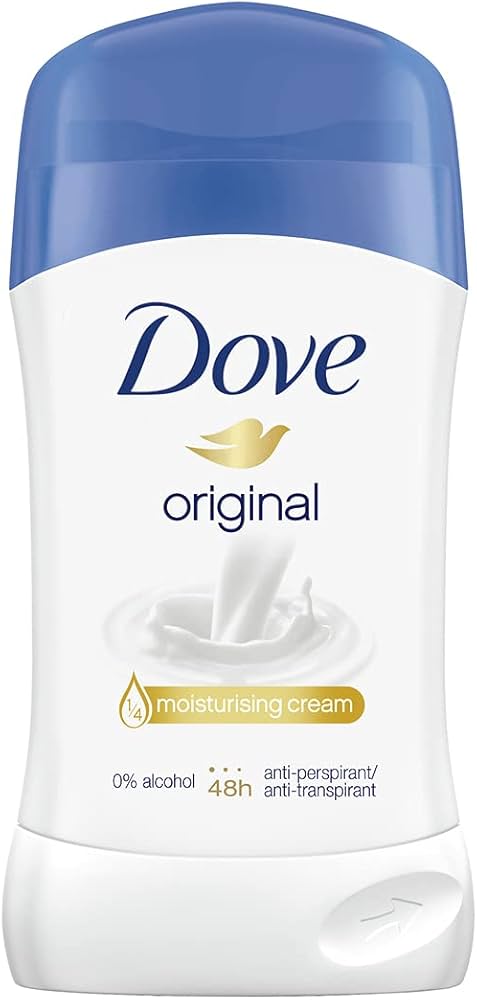 Dove
original
1/4 moisturising cream
0% alcohol 48h anti-perspirant/
anti-transpirant